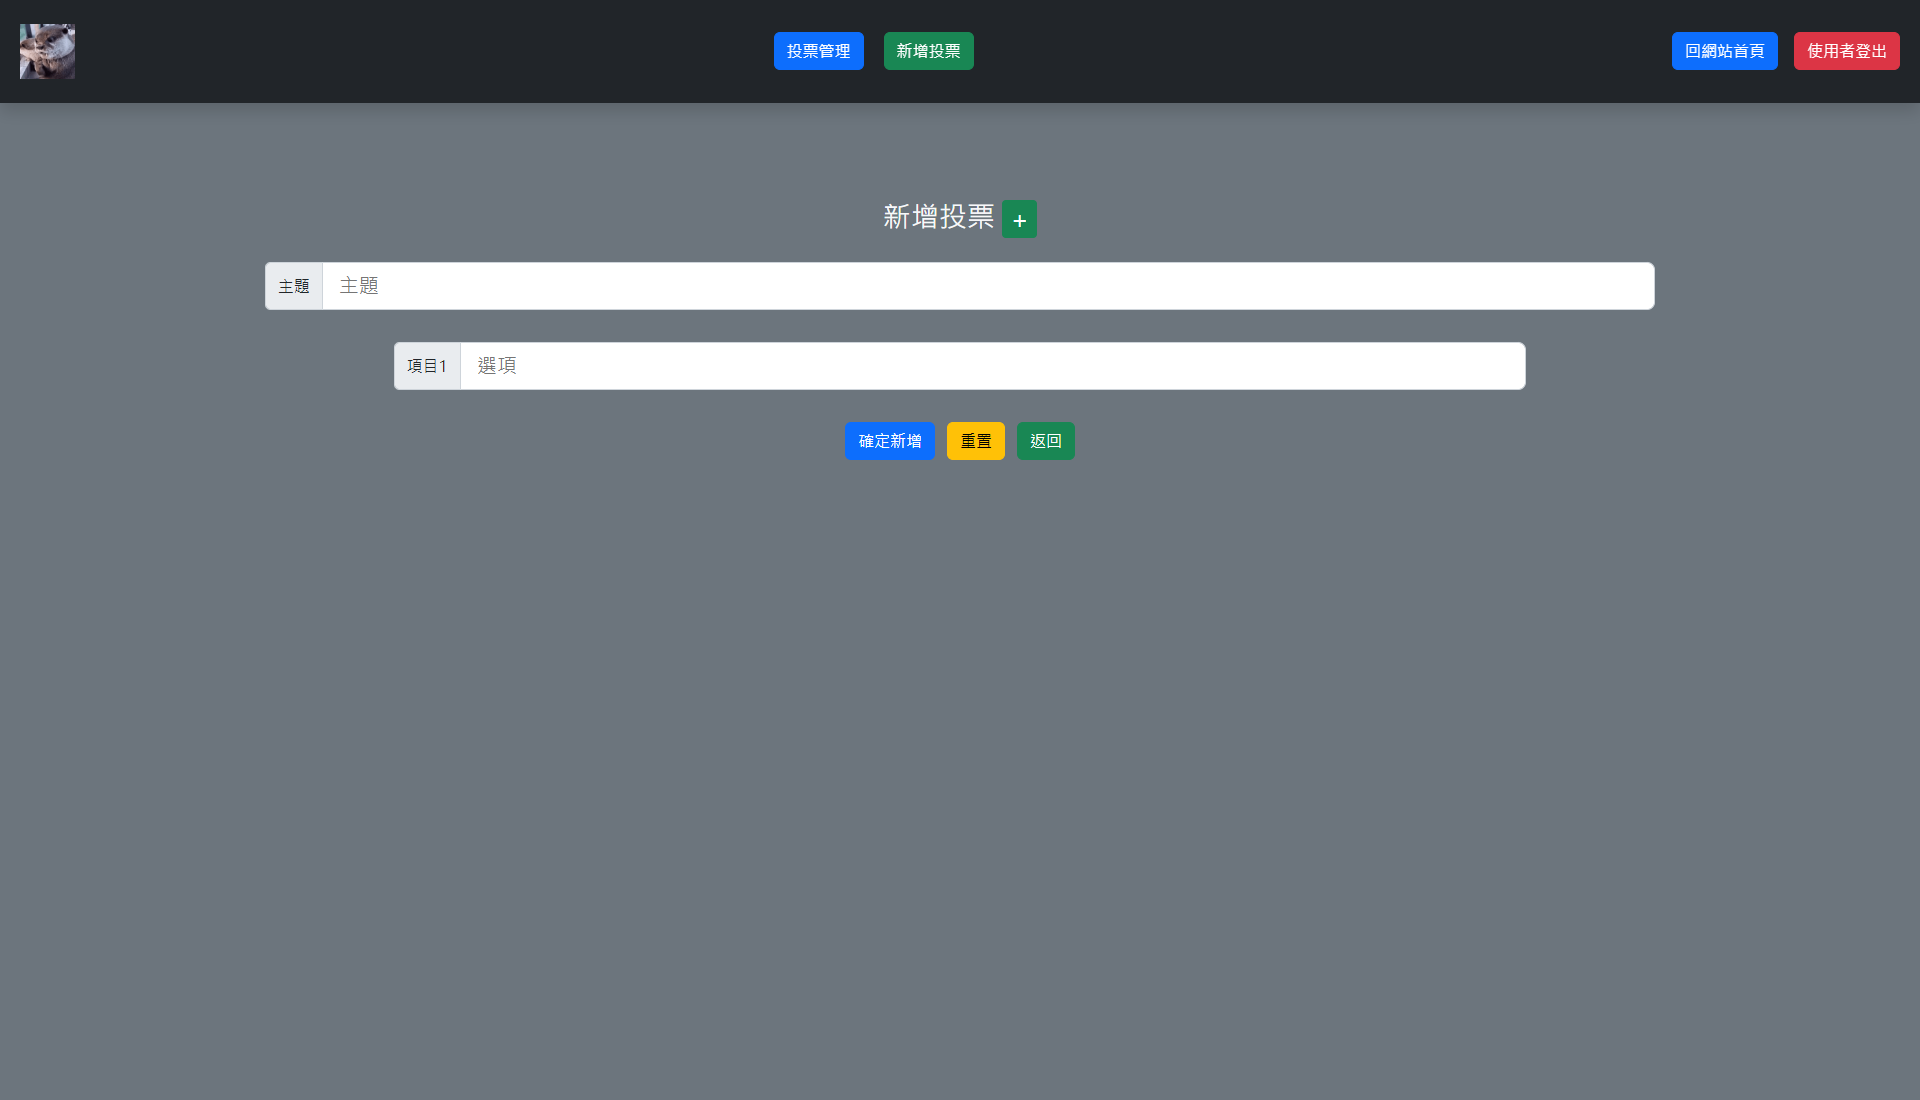 投票管理 新增投票 回網站首頁 使用者登出
新增投票 +
主題 主題
項目1 選項
確定新增 重置 返回